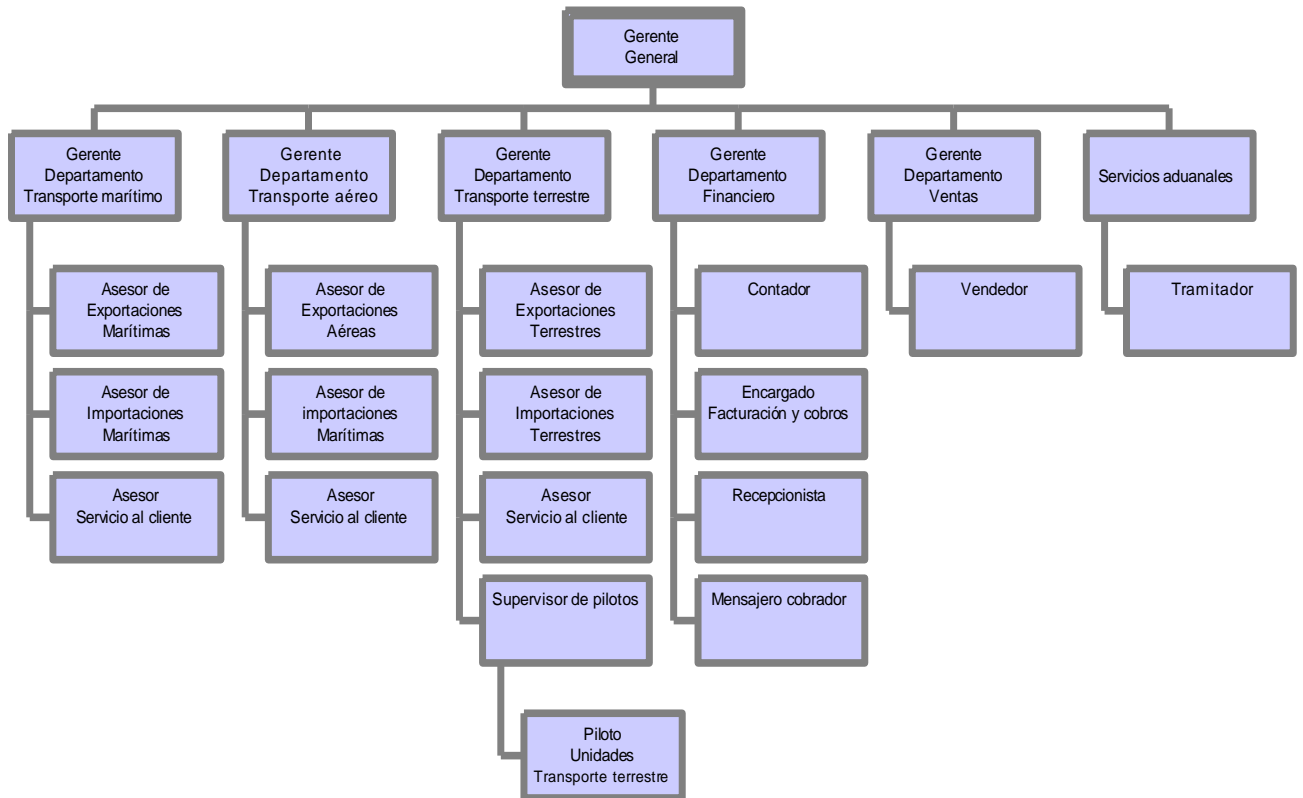 Gerente
General
Gerente
Departamento
Transporte marítimo
Gerente
Departamento
Transporte aéreo
Gerente
Departamento
Transporte terrestre
Gerente
Departamento
Financiero
Gerente
Departamento
Ventas
Servicios aduanales
Asesor de
Exportaciones
Marítimas
Asesor de
Exportaciones
Aéreas
Asesor de
Exportaciones
Terrestres
Contador
Vendedor
Tramitador
Asesor de
Importaciones
Marítimas
Asesor de
importaciones
Marítimas
Asesor de
Importaciones
Terrestres
Encargado
Facturación y cobros
Asesor
Servicio al cliente
Asesor
Servicio al cliente
Asesor
Servicio al cliente
Recepcionista
Supervisor de pilotos
Mensajero cobrador
Piloto
Unidades
Transporte terrestre